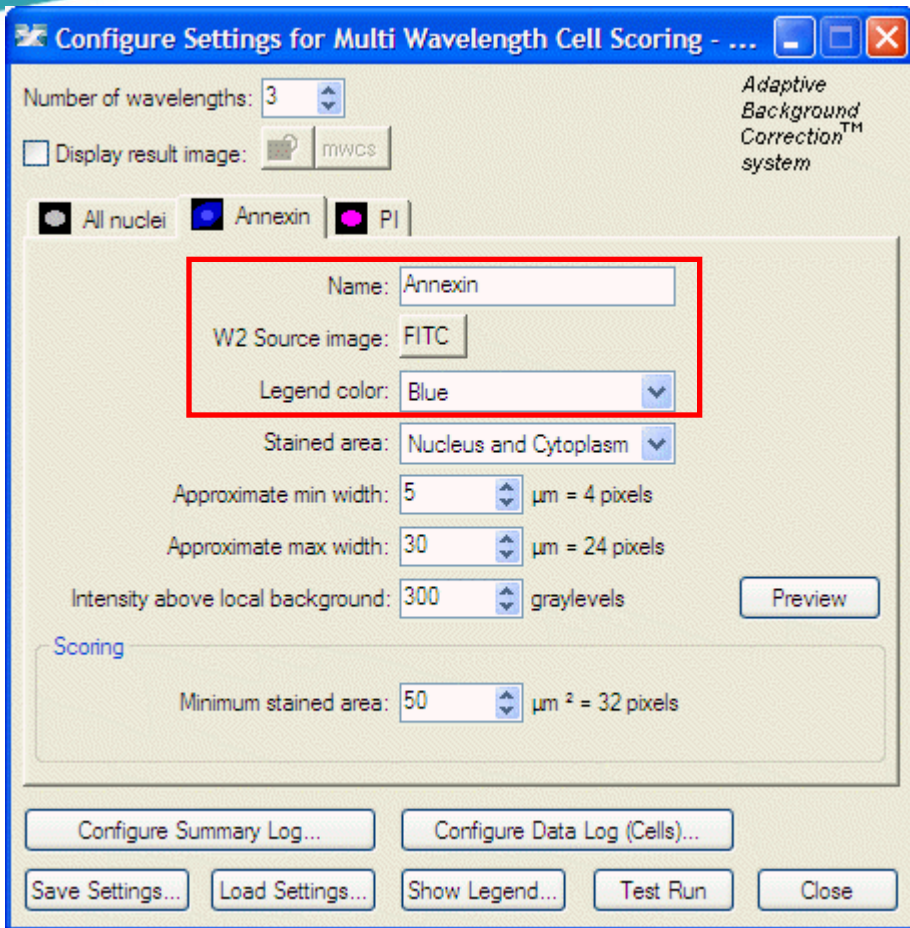 Configure Settings for Multi Wavelength Cell Scoring - ...
Number of wavelengths: 3
Adaptive
Background
Correction™
system
Display result image: mwcs
All nuclei Annexin PI
Name: Annexin
W2 Source image: FITC
Legend color: Blue
Stained area: Nucleus and Cytoplasm
Approximate min width: 5 µm = 4 pixels
Approximate max width: 30 µm = 24 pixels
Intensity above local background: 300 graylevels Preview
Scoring
Minimum stained area: 50 µm ² = 32 pixels
Configure Summary Log... Configure Data Log (Cells)...
Save Settings... Load Settings... Show Legend... Test Run Close